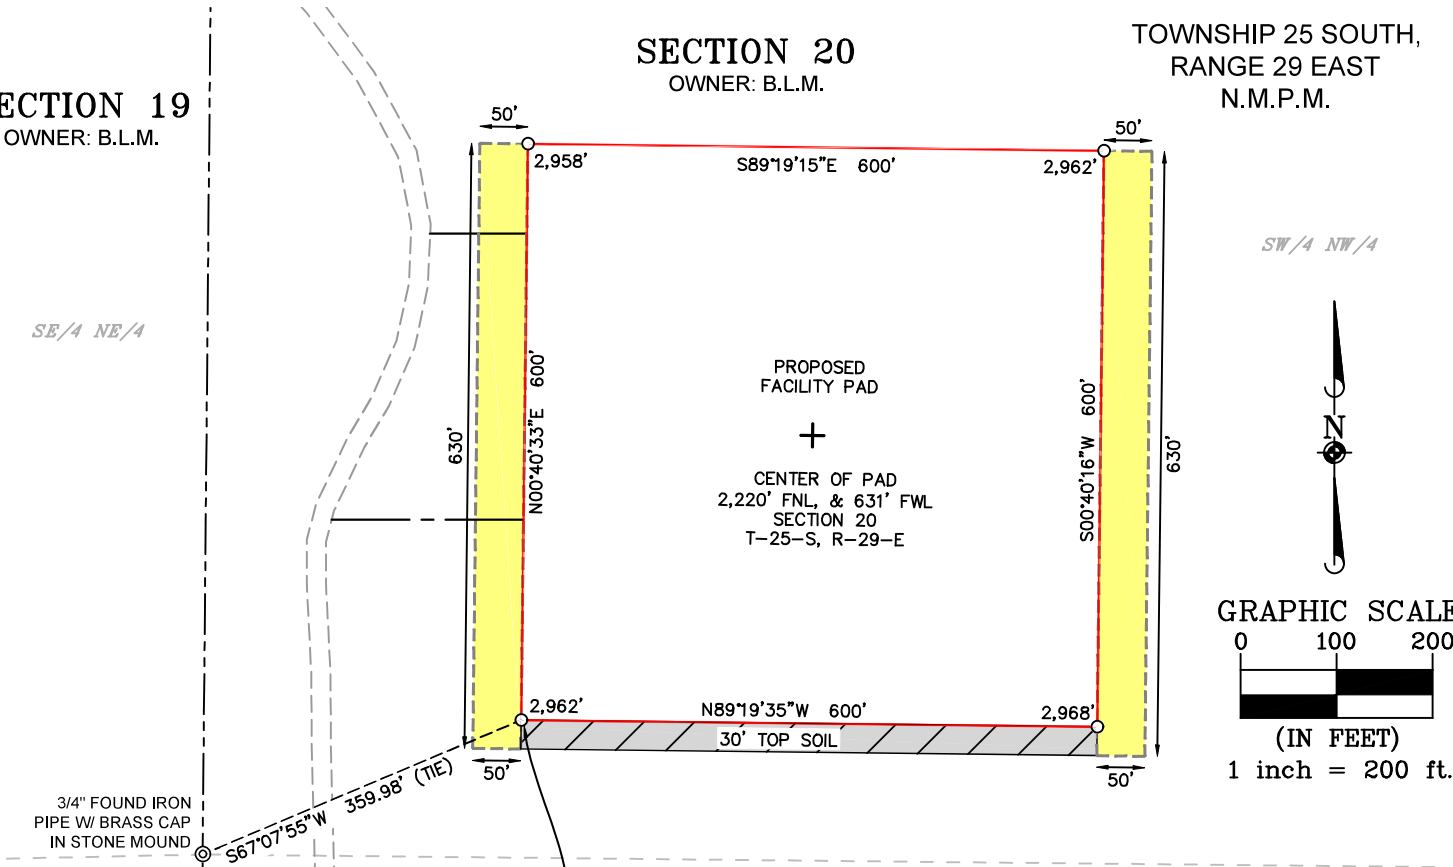 SECTION 20
OWNER: B.L.M.
TOWNSHIP 25 SOUTH,
RANGE 29 EAST
N.M.P.M.
ECTION 19
OWNER: B.L.M.
50'
50'
2,958'
S89°19'15"E 600'
2,962'
SW/4 NW/4
SE/4 NE/4
630'
N00°40'33"E 600'
PROPOSED
FACILITY PAD
CENTER OF PAD
2,220' FNL, & 631' FWL
SECTION 20
T-25-S, R-29-E
S00°40'16"W 600'
630'
N
GRAPHIC SCALE
0 100 200
(IN FEET)
1 inch = 200 ft.
2,962'
N89°19'35"W 600'
2,968'
30' TOP SOIL
50'
50'
S67°07'55"W 359.98' (TIE)
3/4" FOUND IRON
PIPE W/ BRASS CAP
IN STONE MOUND